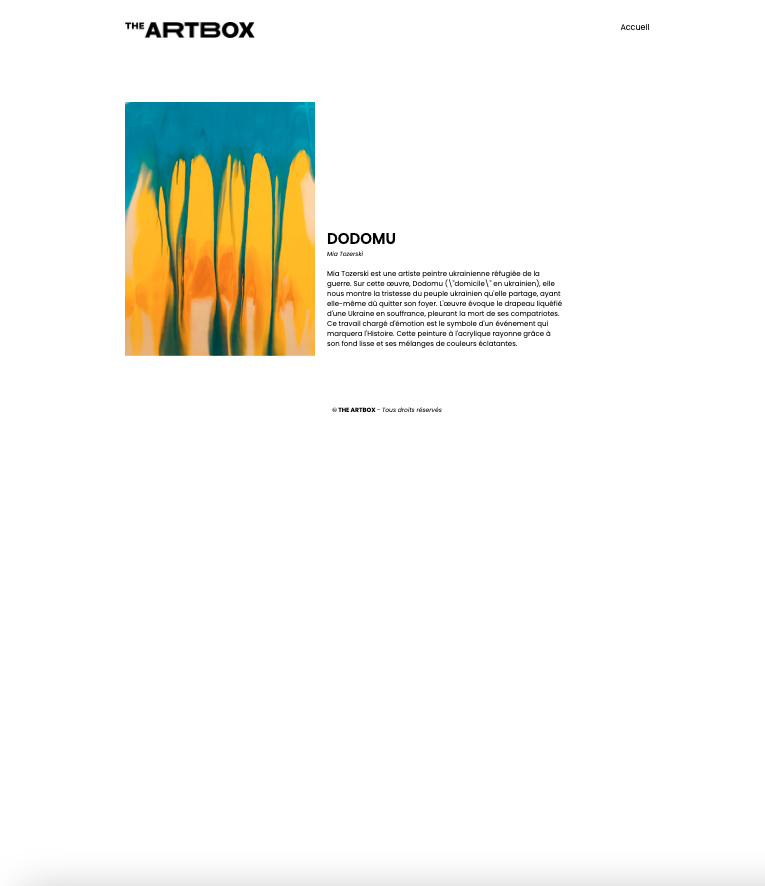 THE ARTBOX
Accueil
DODOMU
Mia Tozerski
Mia Tozerski est une artiste peintre ukrainienne réfugiée de la
guerre. Sur cette œuvre, Dodomu (\"domicile\" en ukrainien), elle
nous montre la tristesse du peuple ukrainien qu'elle partage, ayant
elle-même dû quitter son foyer. L'œuvre évoque le drapeau liquéfié
d'une Ukraine en souffrance, pleurant la mort de ses compatriotes.
Ce travail chargé d'émotion est le symbole d'un événement qui
marquera l'Histoire. Cette peinture à l'acrylique rayonne grâce à
son fond lisse et ses mélanges de couleurs éclatantes.
© THE ARTBOX - Tous droits réservés